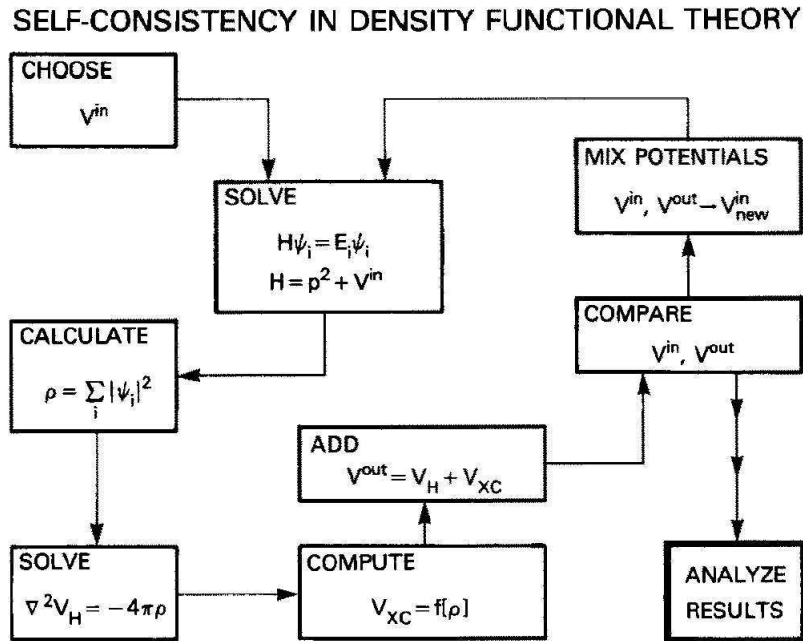 SELF-CONSISTENCY IN DENSITY FUNCTIONAL THEORY
CHOOSE
V^in
SOLVE
Hψ_i = E_iψ_i
H = p^2 + V^in
CALCULATE
ρ = ∑_i |ψ_i|^2
SOLVE
∇^2V_H = −4πρ
COMPUTE
V_XC = f[ρ]
ADD
V^out = V_H + V_XC
COMPARE
V^in, V^out
MIX POTENTIALS
V^in, V^out → V^in_new
ANALYZE
RESULTS